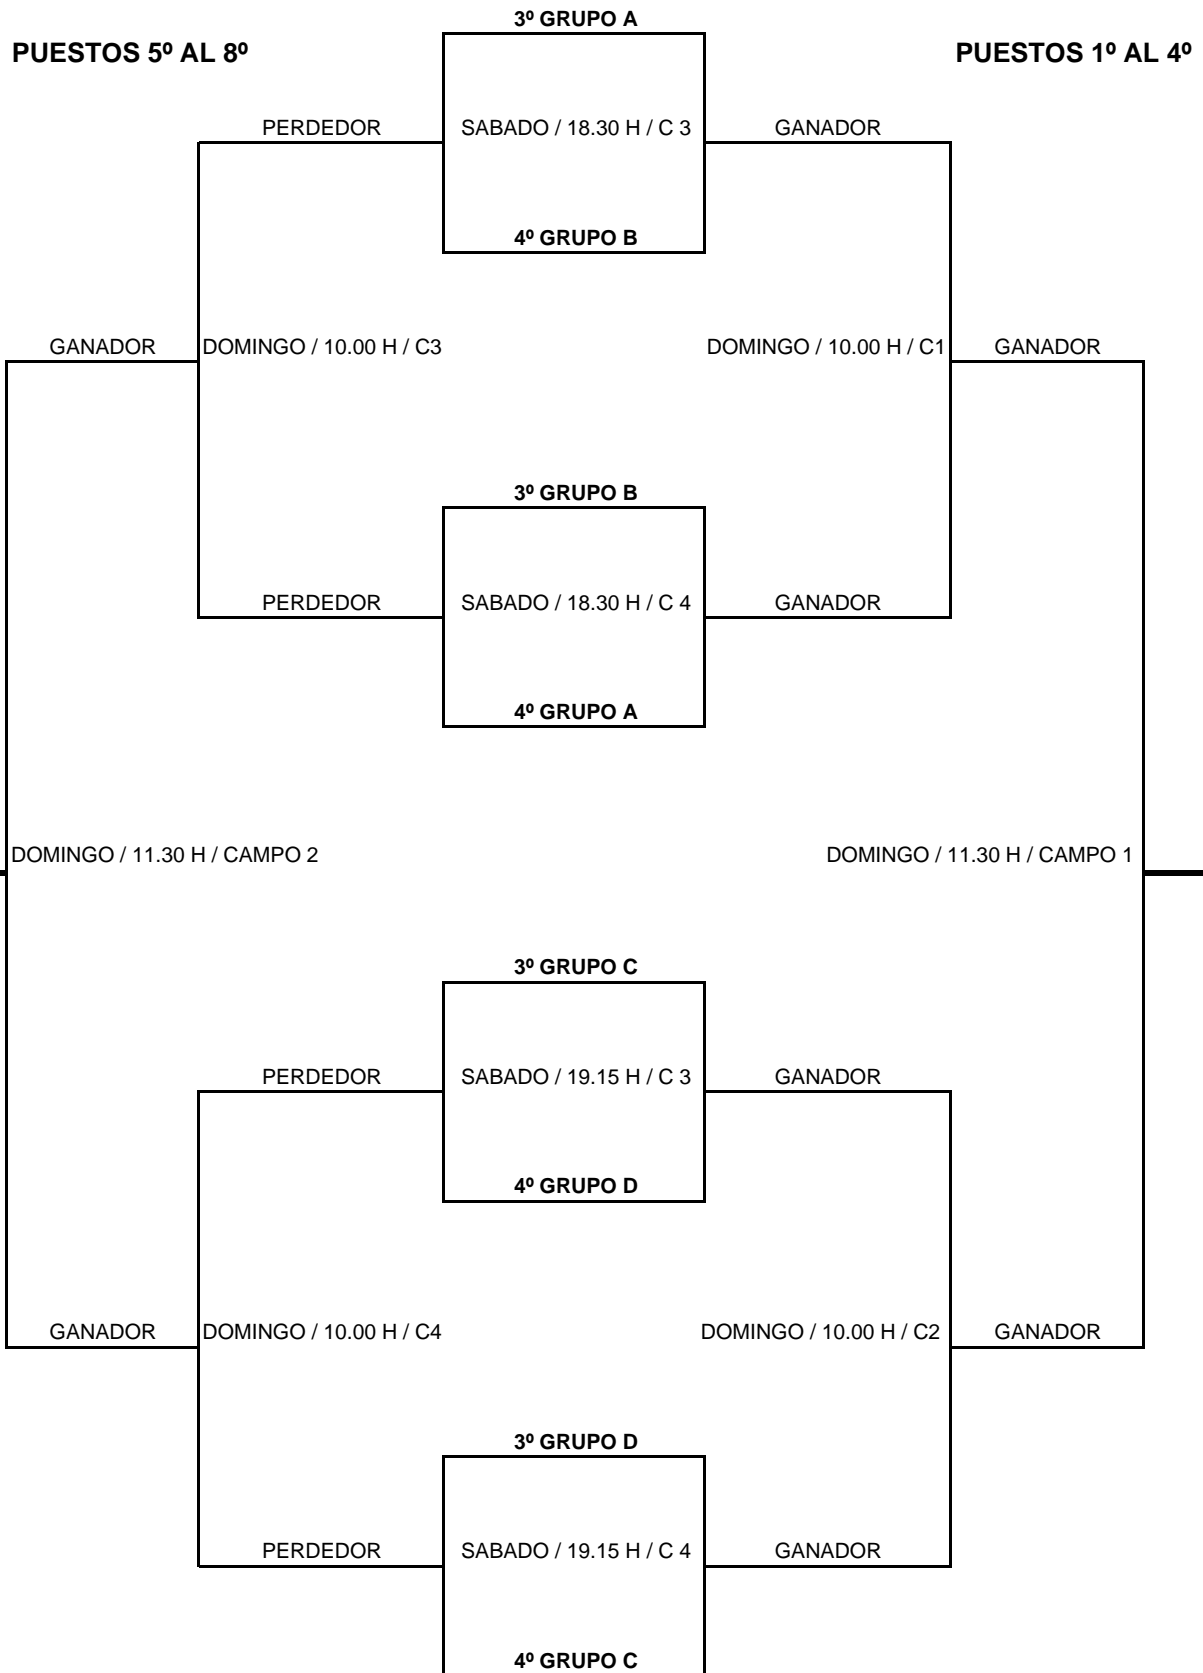 3º GRUPO A
PUESTOS 5º AL 8º
PUESTOS 1º AL 4º
PERDEDOR
SABADO / 18.30 H / C 3
GANADOR
4º GRUPO B
GANADOR
DOMINGO / 10.00 H / C3
DOMINGO / 10.00 H / C1
GANADOR
3º GRUPO B
PERDEDOR
SABADO / 18.30 H / C 4
GANADOR
4º GRUPO A
DOMINGO / 11.30 H / CAMPO 2
DOMINGO / 11.30 H / CAMPO 1
3º GRUPO C
PERDEDOR
SABADO / 19.15 H / C 3
GANADOR
4º GRUPO D
GANADOR
DOMINGO / 10.00 H / C4
DOMINGO / 10.00 H / C2
GANADOR
3º GRUPO D
PERDEDOR
SABADO / 19.15 H / C 4
GANADOR
4º GRUPO C